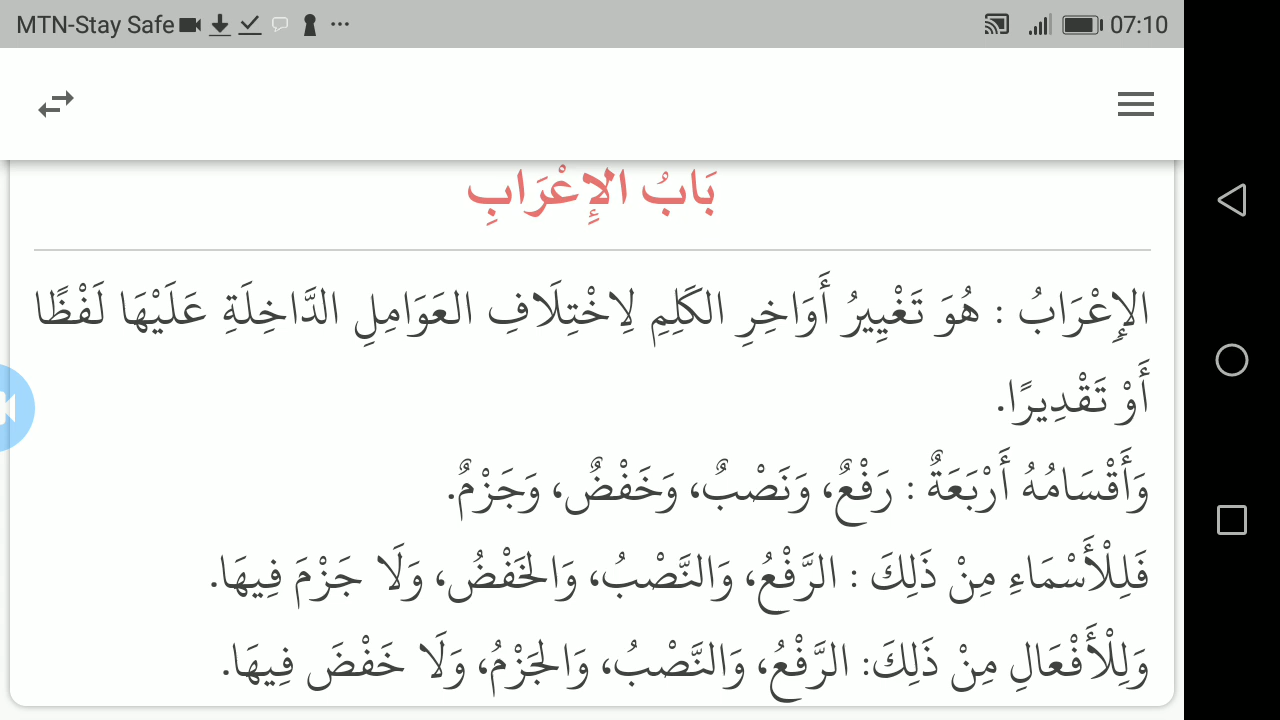 MTN-Stay Safe ... 07:10
بَابُ الإِعْرَابِ
الإِعْرَابُ : هُوَ تَغْيِيرُ أَوَاخِرِ الكَلِمِ لِاخْتِلَافِ العَوَامِلِ الدَّاخِلَةِ عَلَيْهَا لَفْظًا
أَوْ تَقْدِيرًا.
وَأَقْسَامُهُ أَرْبَعَةٌ : رَفْعٌ، وَنَصْبٌ، وَخَفْضٌ، وَجَزْمٌ.
فَلِلْأَسْمَاءِ مِنْ ذَلِكَ : الرَّفْعُ، وَالنَّصْبُ، وَالخَفْضُ، وَلَا جَزْمَ فِيهَا.
وَلِلْأَفْعَالِ مِنْ ذَلِكَ: الرَّفْعُ، وَالنَّصْبُ، وَالجَزْمُ، وَلَا خَفْضَ فِيهَا.